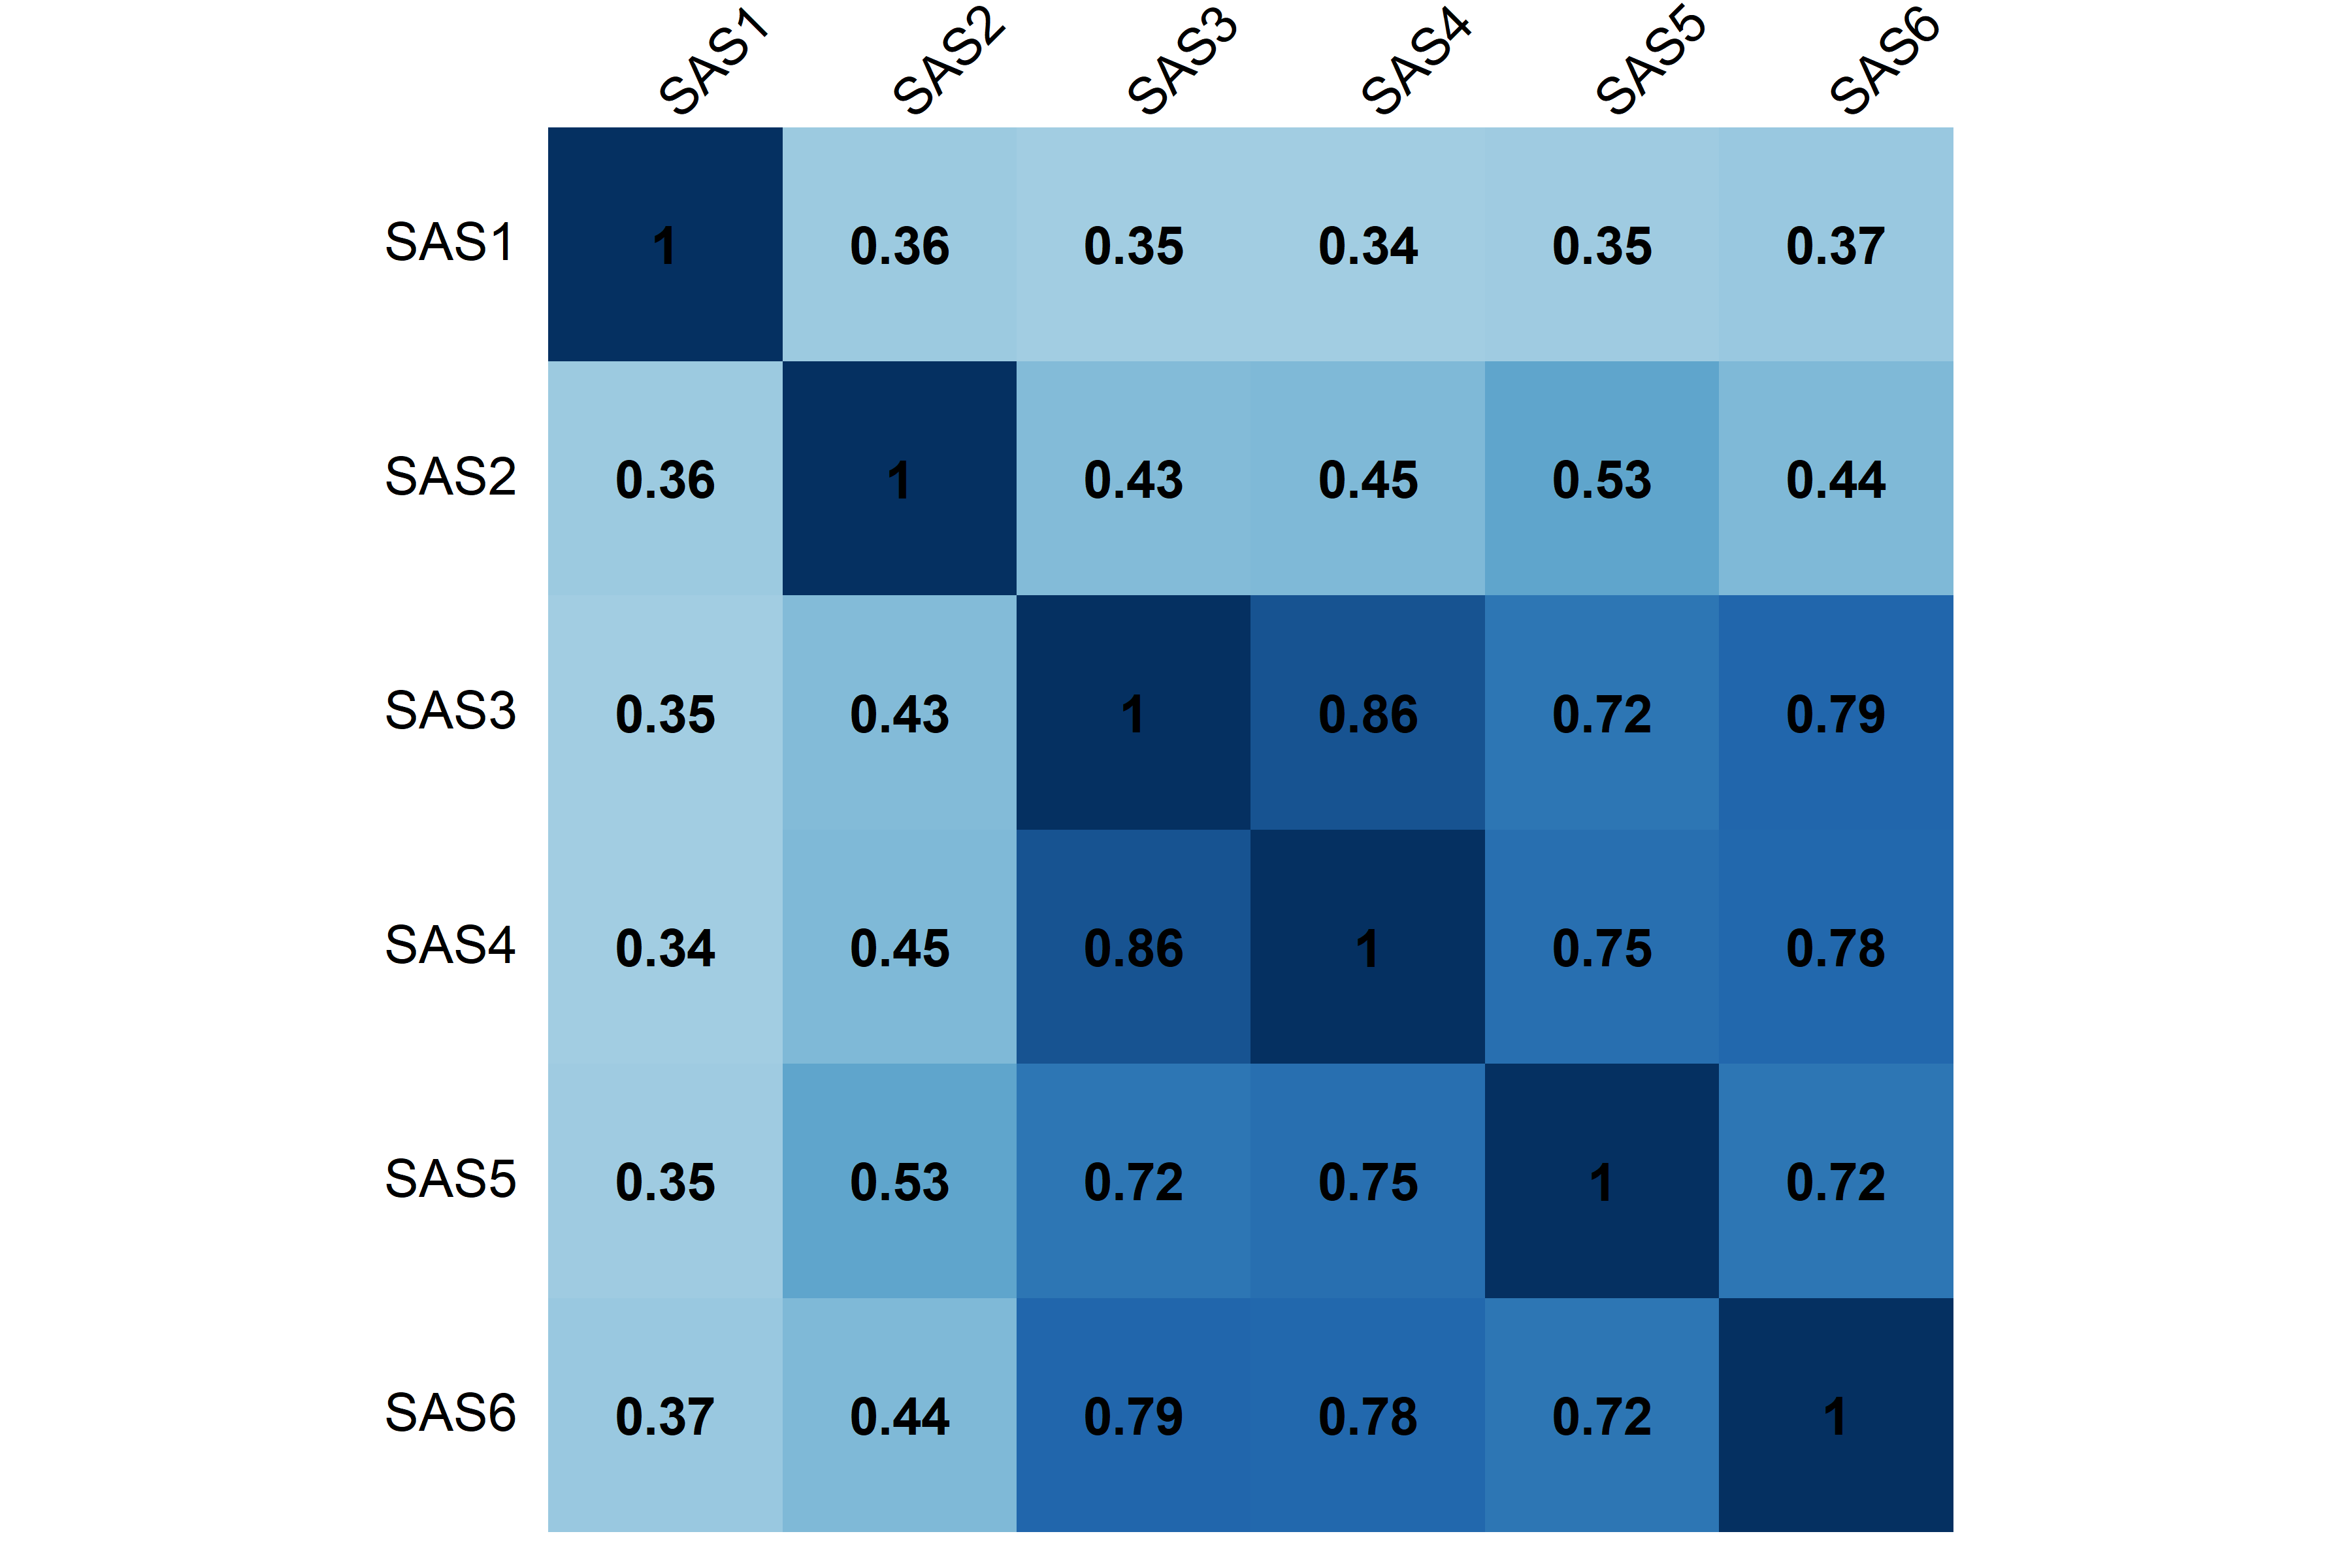 SAS1 SAS2 SAS3 SAS4 SAS5 SAS6
SAS1 1 0.36 0.35 0.34 0.35 0.37
SAS2 0.36 1 0.43 0.45 0.53 0.44
SAS3 0.35 0.43 1 0.86 0.72 0.79
SAS4 0.34 0.45 0.86 1 0.75 0.78
SAS5 0.35 0.53 0.72 0.75 1 0.72
SAS6 0.37 0.44 0.79 0.78 0.72 1